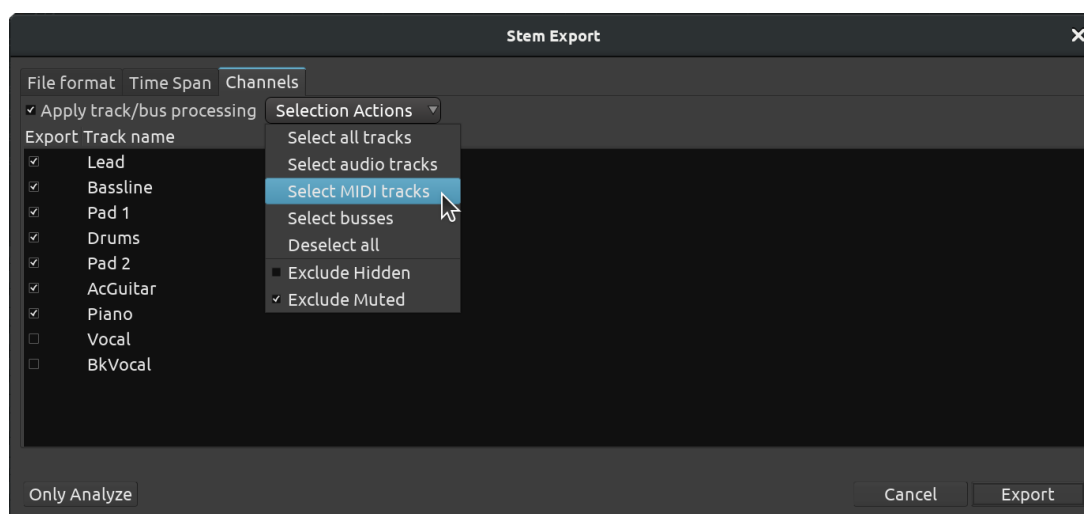 Stem Export
File format Time Span Channels
Apply track/bus processing Selection Actions
Export Track name
Select all tracks
Lead
Select audio tracks
Bassline
Select MIDI tracks
Pad 1
Select busses
Drums
Deselect all
Pad 2
Exclude Hidden
AcGuitar
Exclude Muted
Piano
Vocal
BkVocal
Only Analyze Cancel Export